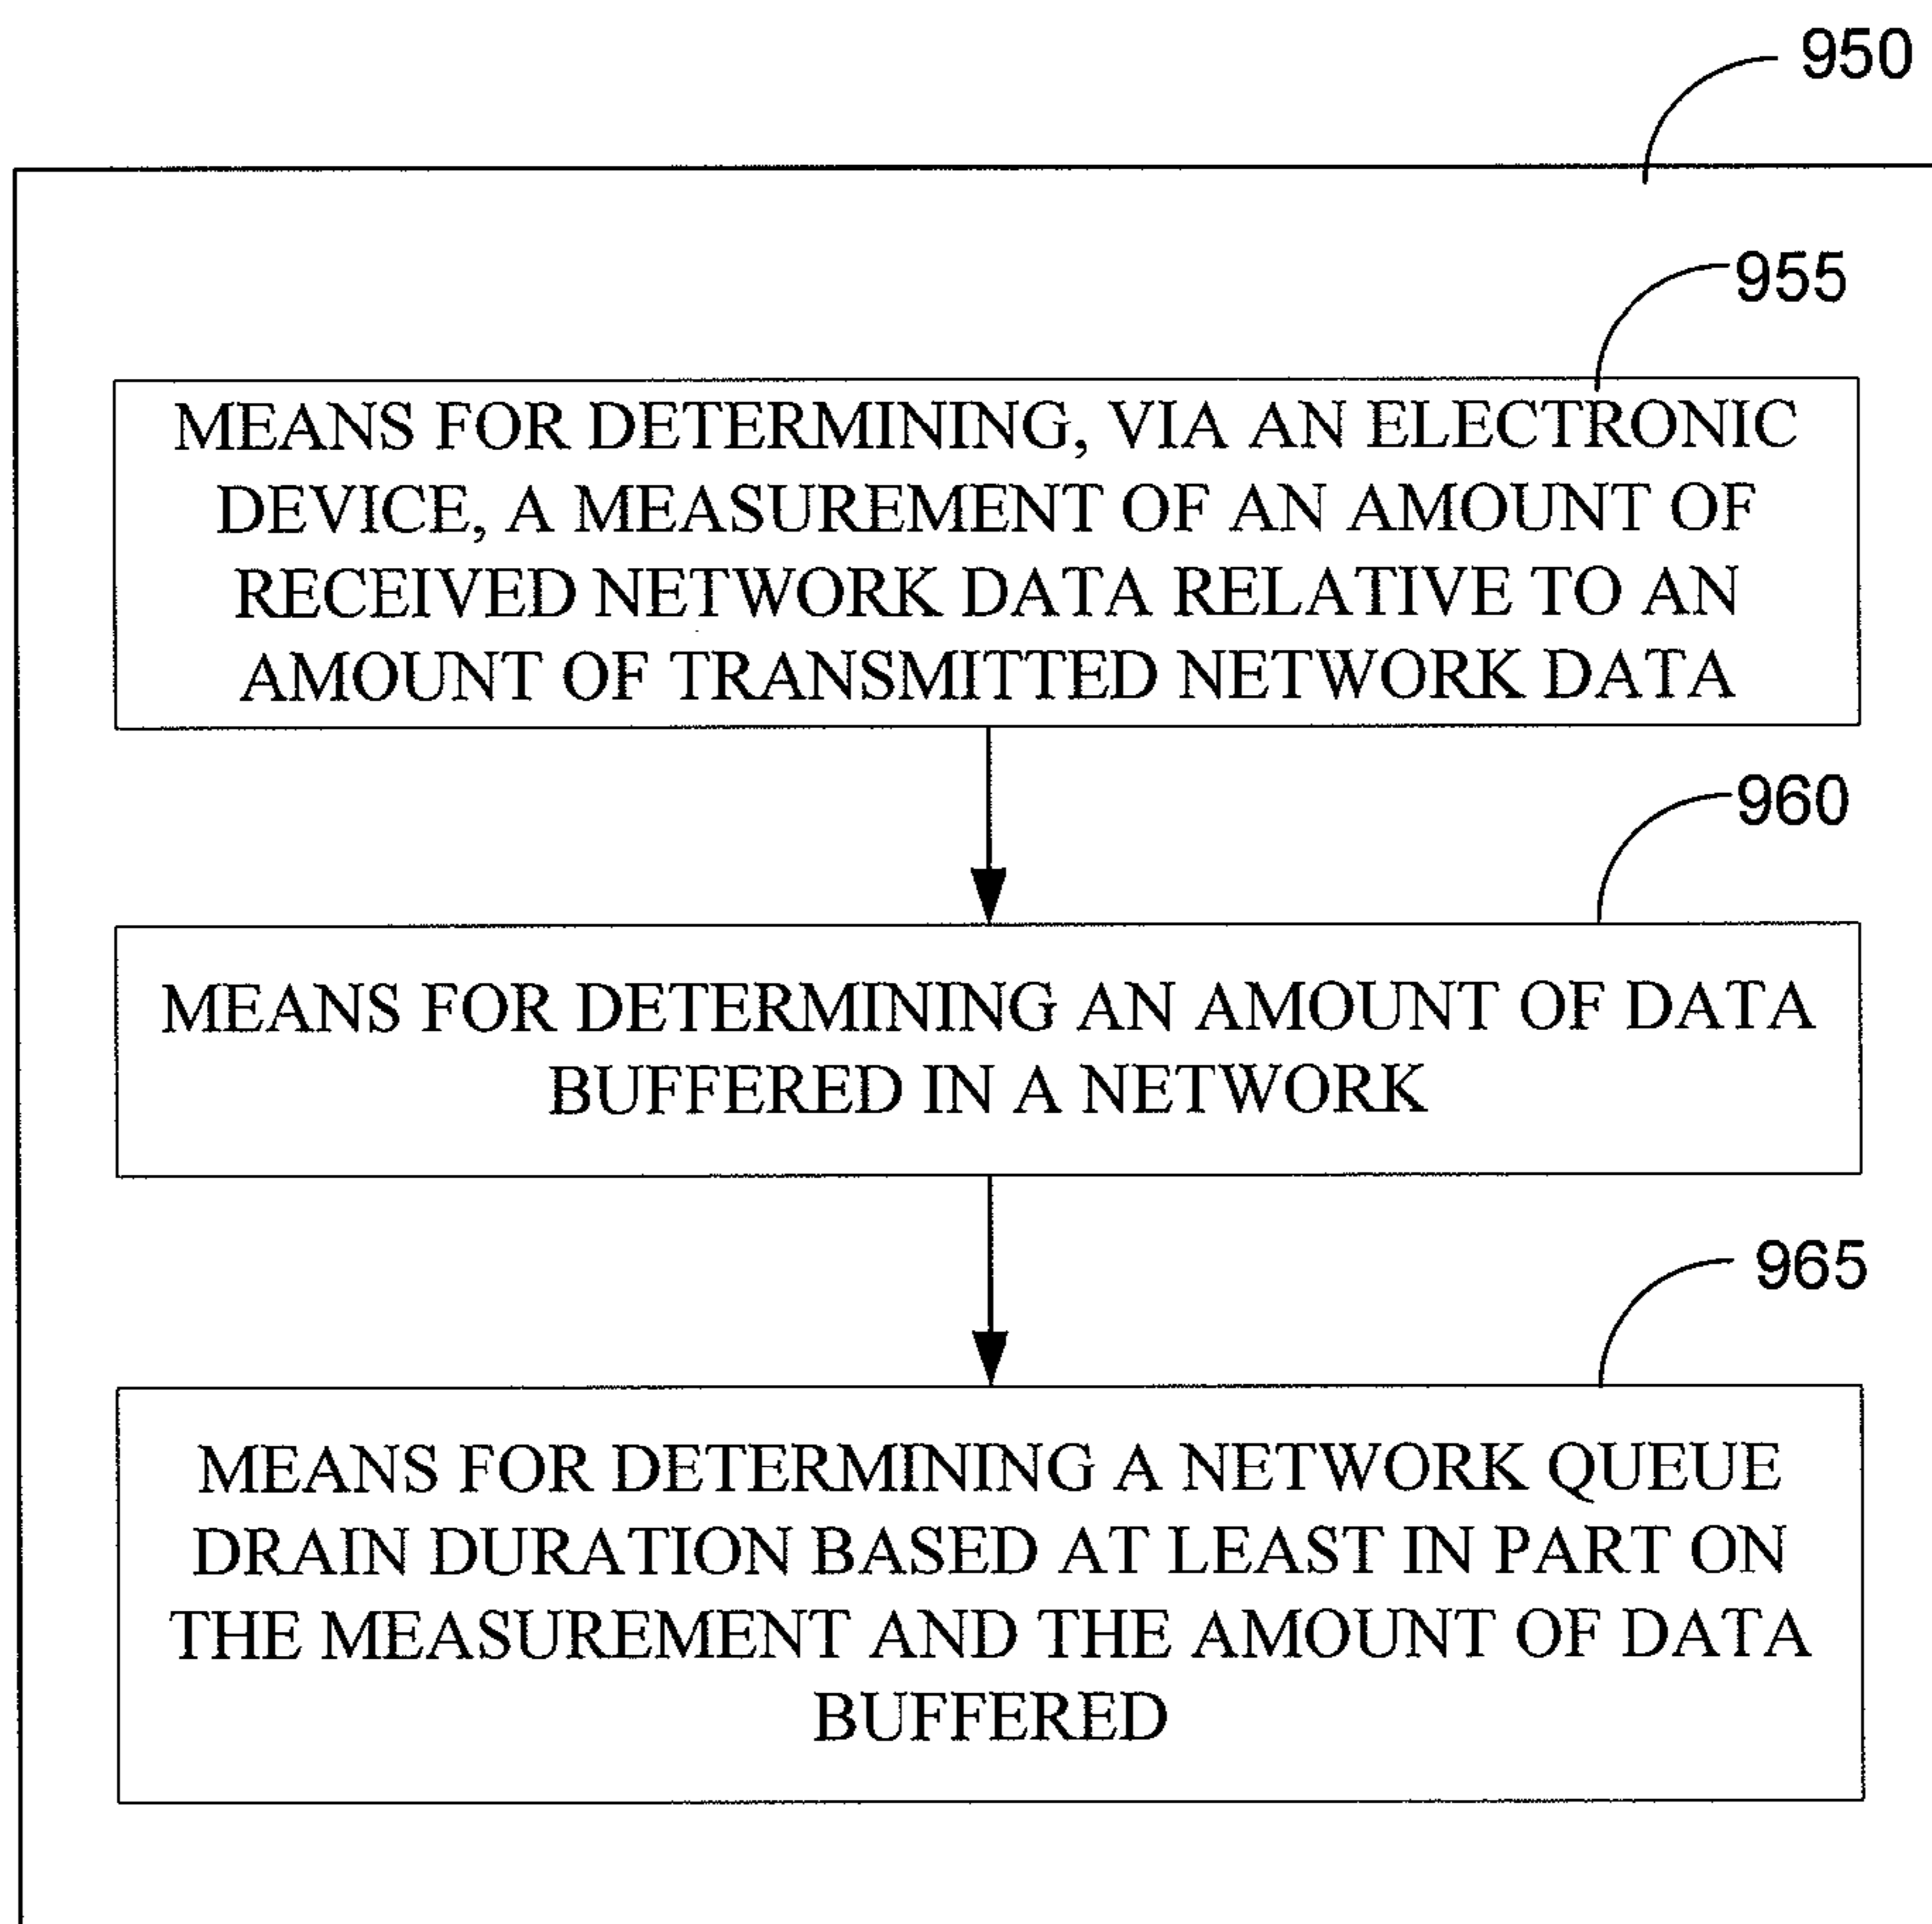 950
955
MEANS FOR DETERMINING, VIA AN ELECTRONIC
DEVICE, A MEASUREMENT OF AN AMOUNT OF
RECEIVED NETWORK DATA RELATIVE TO AN
AMOUNT OF TRANSMITTED NETWORK DATA
960
MEANS FOR DETERMINING AN AMOUNT OF DATA
BUFFERED IN A NETWORK
965
MEANS FOR DETERMINING A NETWORK QUEUE
DRAIN DURATION BASED AT LEAST IN PART ON
THE MEASUREMENT AND THE AMOUNT OF DATA
BUFFERED